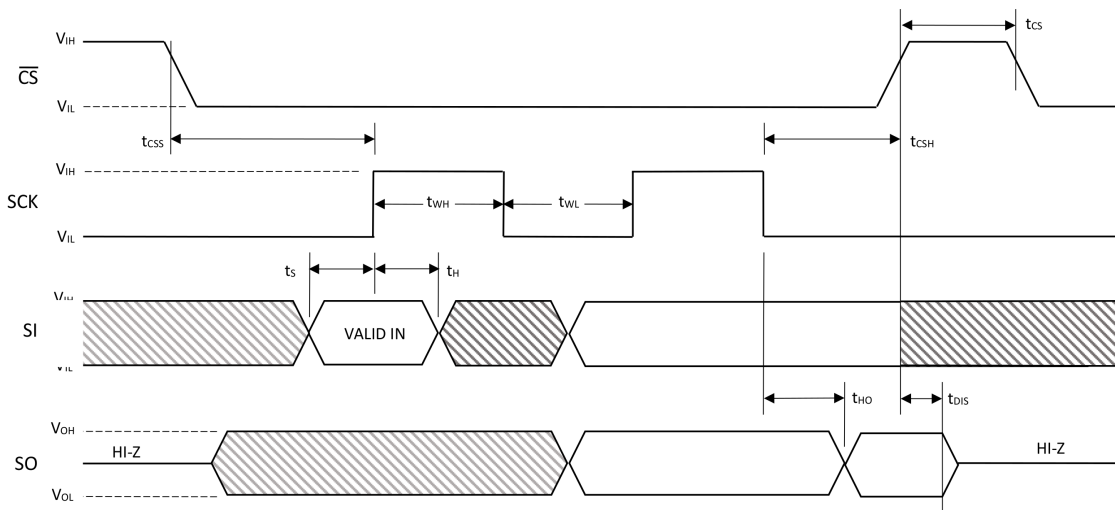 tCS
VIH
CS
VIL
tCSS
tCSH
VIH
SCK
tWH
tWL
VIL
tS
tH
SI
VALID IN
tHO
tDIS
VOH
HI-Z
HI-Z
SO
VOL